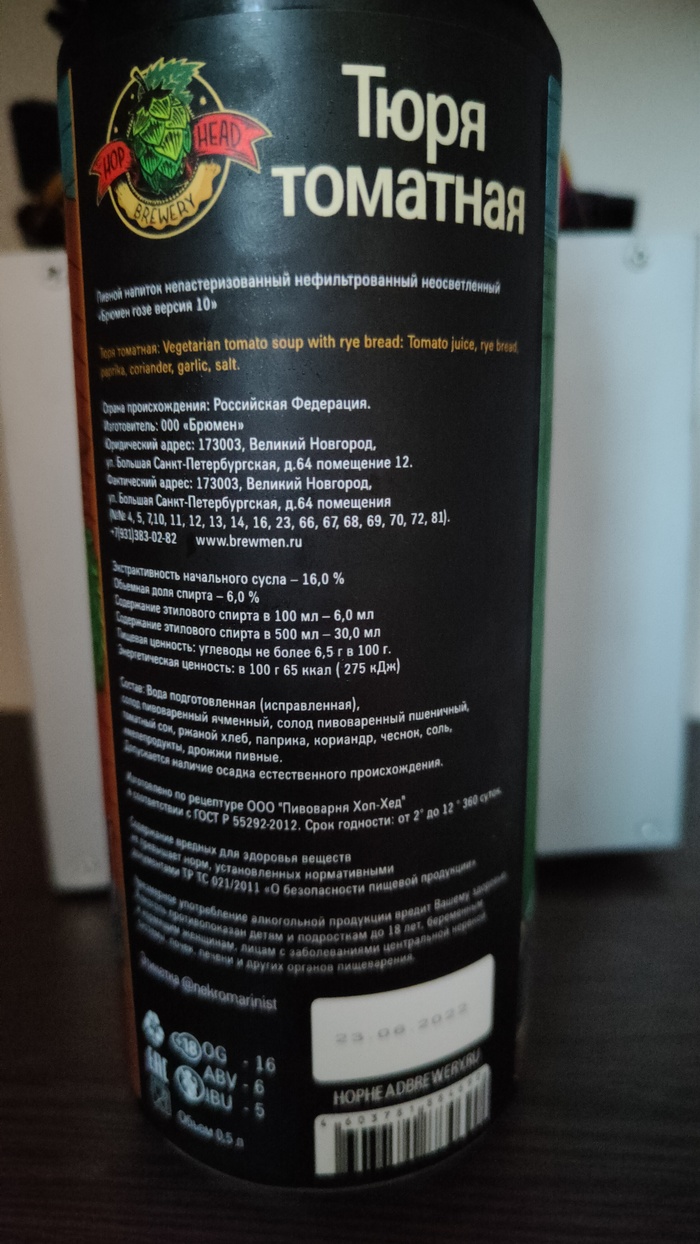 HOP HEAD
BREWERY
Тюря
томатная
Пивной напиток непастеризованный нефильтрованный неосветленный
«Брюмен гозе версия 10»
Тюря томатная: Vegetarian tomato soup with rye bread: Tomato juice, rye bread,
paprika, coriander, garlic, salt.
Страна происхождения: Российская Федерация.
Изготовитель: ООО «Брюмен»
Юридический адрес: 173003, Великий Новгород,
ул. Большая Санкт-Петербургская, д.64 помещение 12.
Фактический адрес: 173003, Великий Новгород,
ул. Большая Санкт-Петербургская, д.64 помещения
(№№ 4, 5, 7,10, 11, 12, 13, 14, 16, 23, 66, 67, 68, 69, 70, 72, 81).
+7(931)383-02-82 www.brewmen.ru
Экстрактивность начального сусла – 16,0 %
Объемная доля спирта – 6,0 %
Содержание этилового спирта в 100 мл – 6,0 мл
Содержание этилового спирта в 500 мл – 30,0 мл
Пищевая ценность: углеводы не более 6,5 г в 100 г.
Энергетическая ценность: в 100 г 65 ккал ( 275 кДж)
Состав: Вода подготовленная (исправленная),
солод пивоваренный ячменный, солод пивоваренный пшеничный,
томатный сок, ржаной хлеб, паприка, кориандр, чеснок, соль,
хмелепродукты, дрожжи пивные.
Допускается наличие осадка естественного происхождения.
Изготовлено по рецептуре ООО "Пивоварня Хоп-Хед"
в соответствии с ГОСТ Р 55292-2012. Срок годности: от 2° до 12 ° 360 суток.
Содержание вредных для здоровья веществ
не превышает норм, установленных нормативными
документами ТР ТС 021/2011 «О безопасности пищевой продукции»
Чрезмерное употребление алкогольной продукции вредит Вашему здоровью,
противопоказан детям и подросткам до 18 лет, беременным
женщинам, лицам с заболеваниями центральной нервной
почек, печени и других органов пищеварения.
Этикетка @nekromarinist
23.06.2022
18 OG - 16
EAC ABV - 6
IBU - 5
Объем 0,5 л
HOPHEADBREWERY.RU